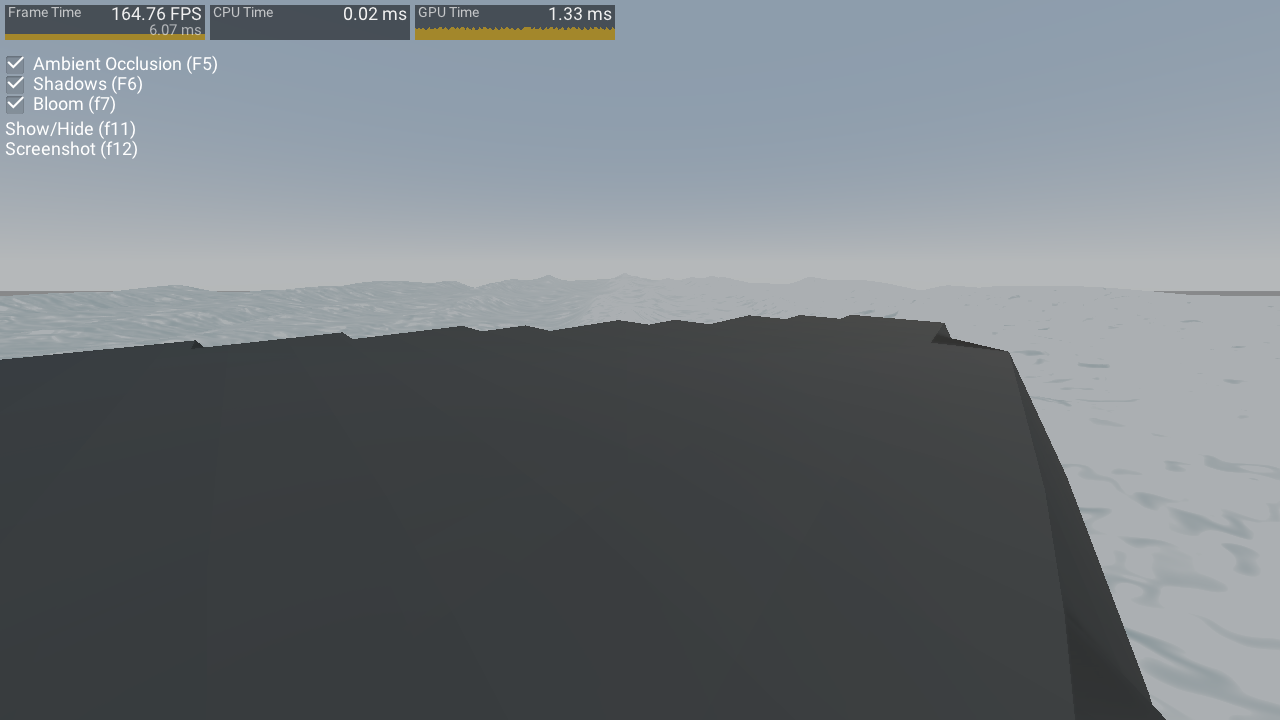 Frame Time 164.76 FPS
6.07 ms
CPU Time 0.02 ms
GPU Time 1.33 ms
Ambient Occlusion (F5)
Shadows (F6)
Bloom (f7)
Show/Hide (f11)
Screenshot (f12)